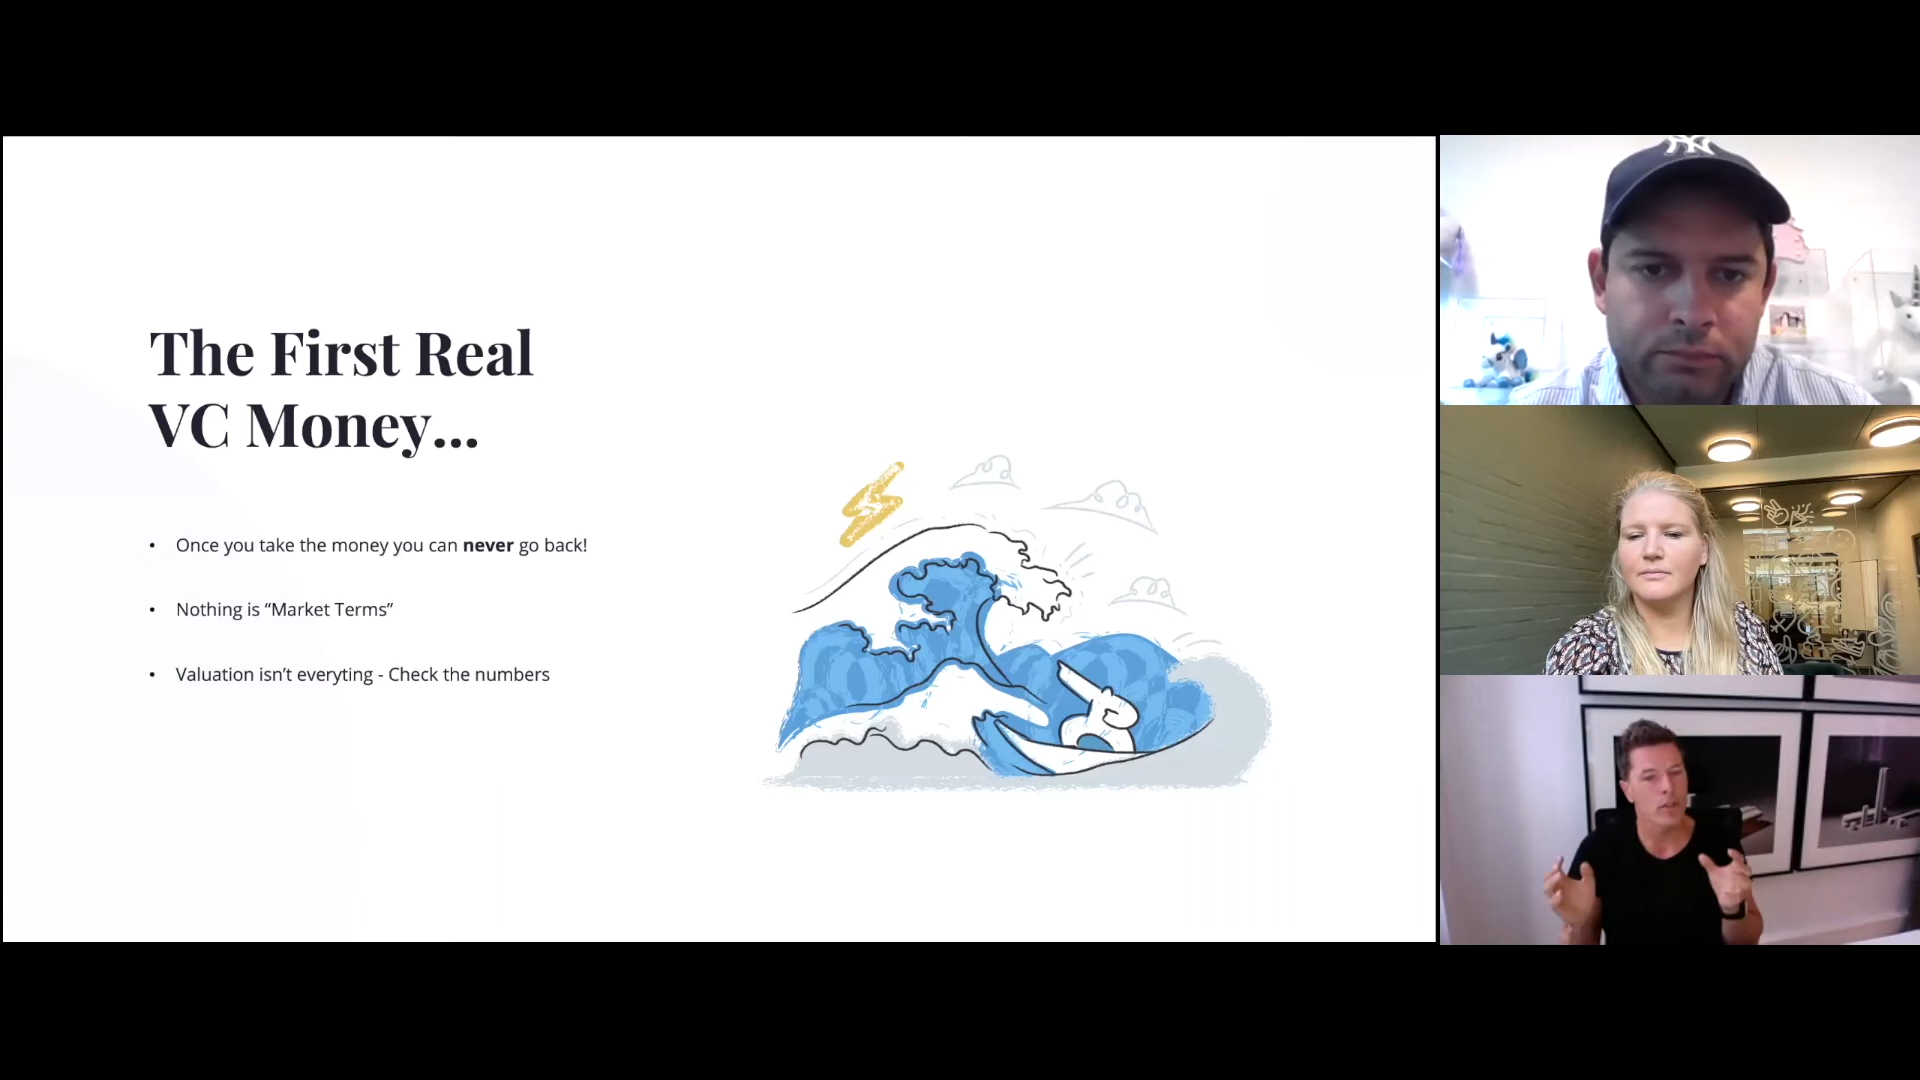 The First Real
VC Money...
• Once you take the money you can never go back!
• Nothing is “Market Terms”
• Valuation isn’t everyting - Check the numbers
NY